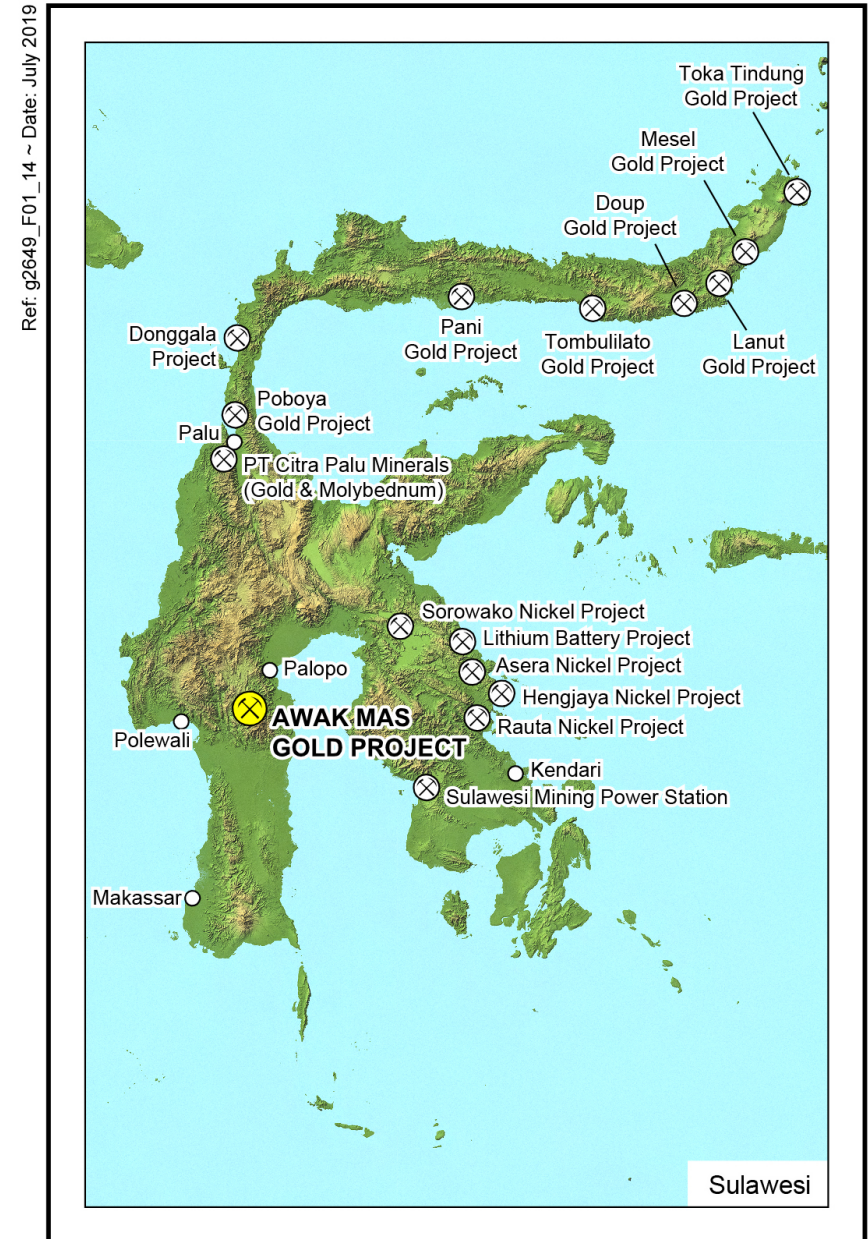 Ref: g2649_F01_14 ~ Date: July 2019
Toka Tindung
Gold Project
Mesel
Gold Project
Doup
Gold Project
Donggala
Project
Pani
Gold Project
Tombulilato
Gold Project
Lanut
Gold Project
Poboya
Gold Project
Palu
PT Citra Palu Minerals
(Gold & Molybednum)
Sorowako Nickel Project
Lithium Battery Project
Asera Nickel Project
Palopo
Hengjaya Nickel Project
AWAK MAS
GOLD PROJECT
Rauta Nickel Project
Polewali
Kendari
Sulawesi Mining Power Station
Makassar
Sulawesi